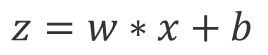 z = w * x + b